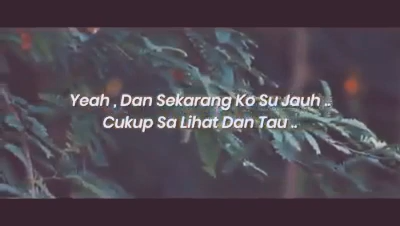 Yeah , Dan Sekarang Ko Su Jauh ..
Cukup Sa Lihat Dan Tau ..